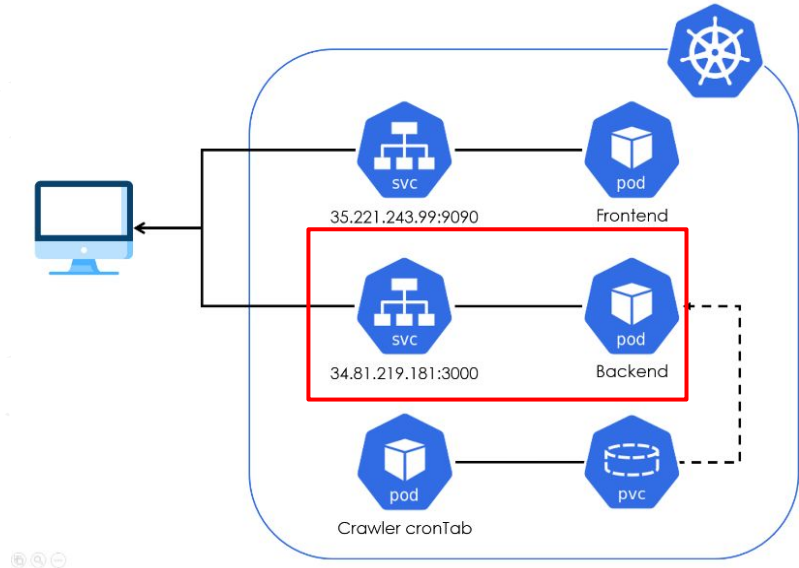 svc
pod
35.221.243.99:9090
Frontend
svc
pod
34.81.219.181:3000
Backend
pod
pvc
Crawler cronTab